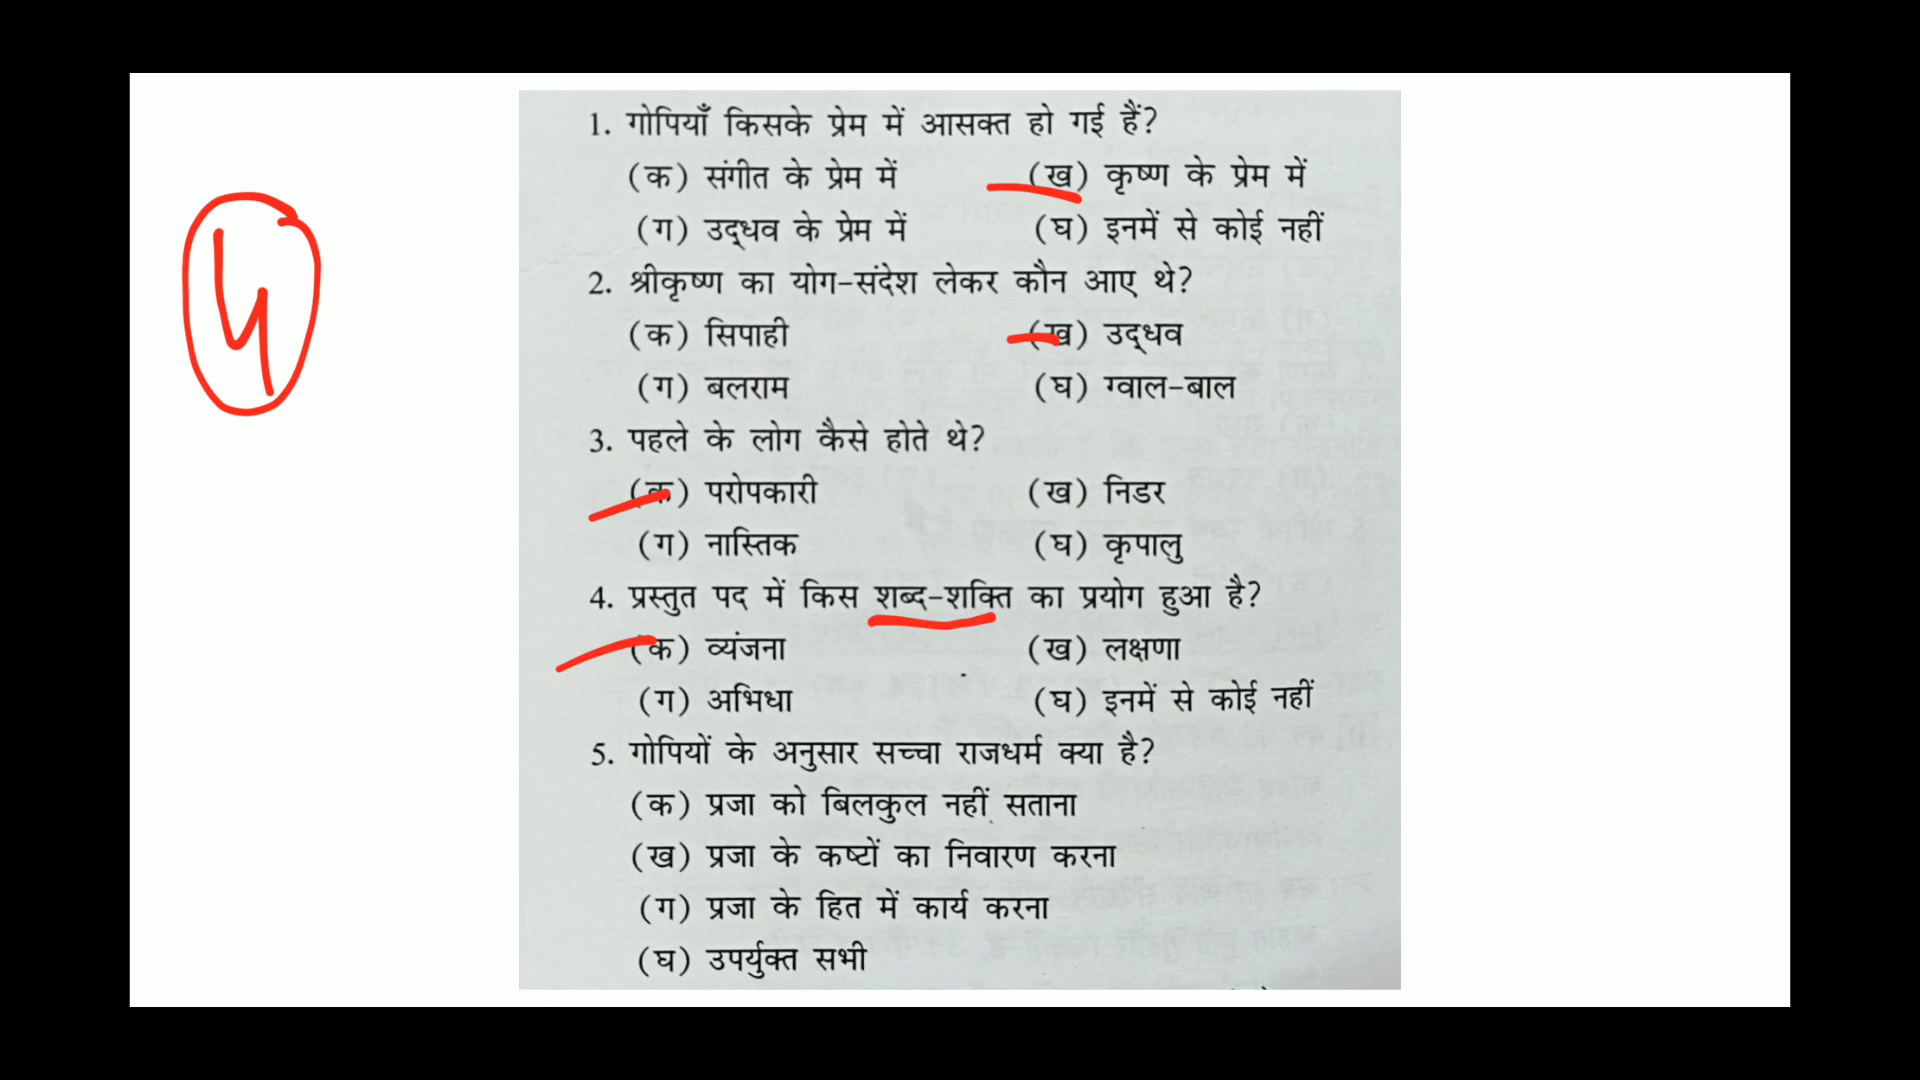 4
1. गोपियाँ किसके प्रेम में आसक्त हो गई हैं?
(क) संगीत के प्रेम में (ख) कृष्ण के प्रेम में
(ग) उद्धव के प्रेम में (घ) इनमें से कोई नहीं
2. श्रीकृष्ण का योग-संदेश लेकर कौन आए थे?
(क) सिपाही (ख) उद्धव
(ग) बलराम (घ) ग्वाल-बाल
3. पहले के लोग कैसे होते थे?
(क) परोपकारी (ख) निडर
(ग) नास्तिक (घ) कृपालु
4. प्रस्तुत पद में किस शब्द-शक्ति का प्रयोग हुआ है?
(क) व्यंजना (ख) लक्षणा
(ग) अभिधा (घ) इनमें से कोई नहीं
5. गोपियों के अनुसार सच्चा राजधर्म क्या है?
(क) प्रजा को बिलकुल नहीं सताना
(ख) प्रजा के कष्टों का निवारण करना
(ग) प्रजा के हित में कार्य करना
(घ) उपर्युक्त सभी